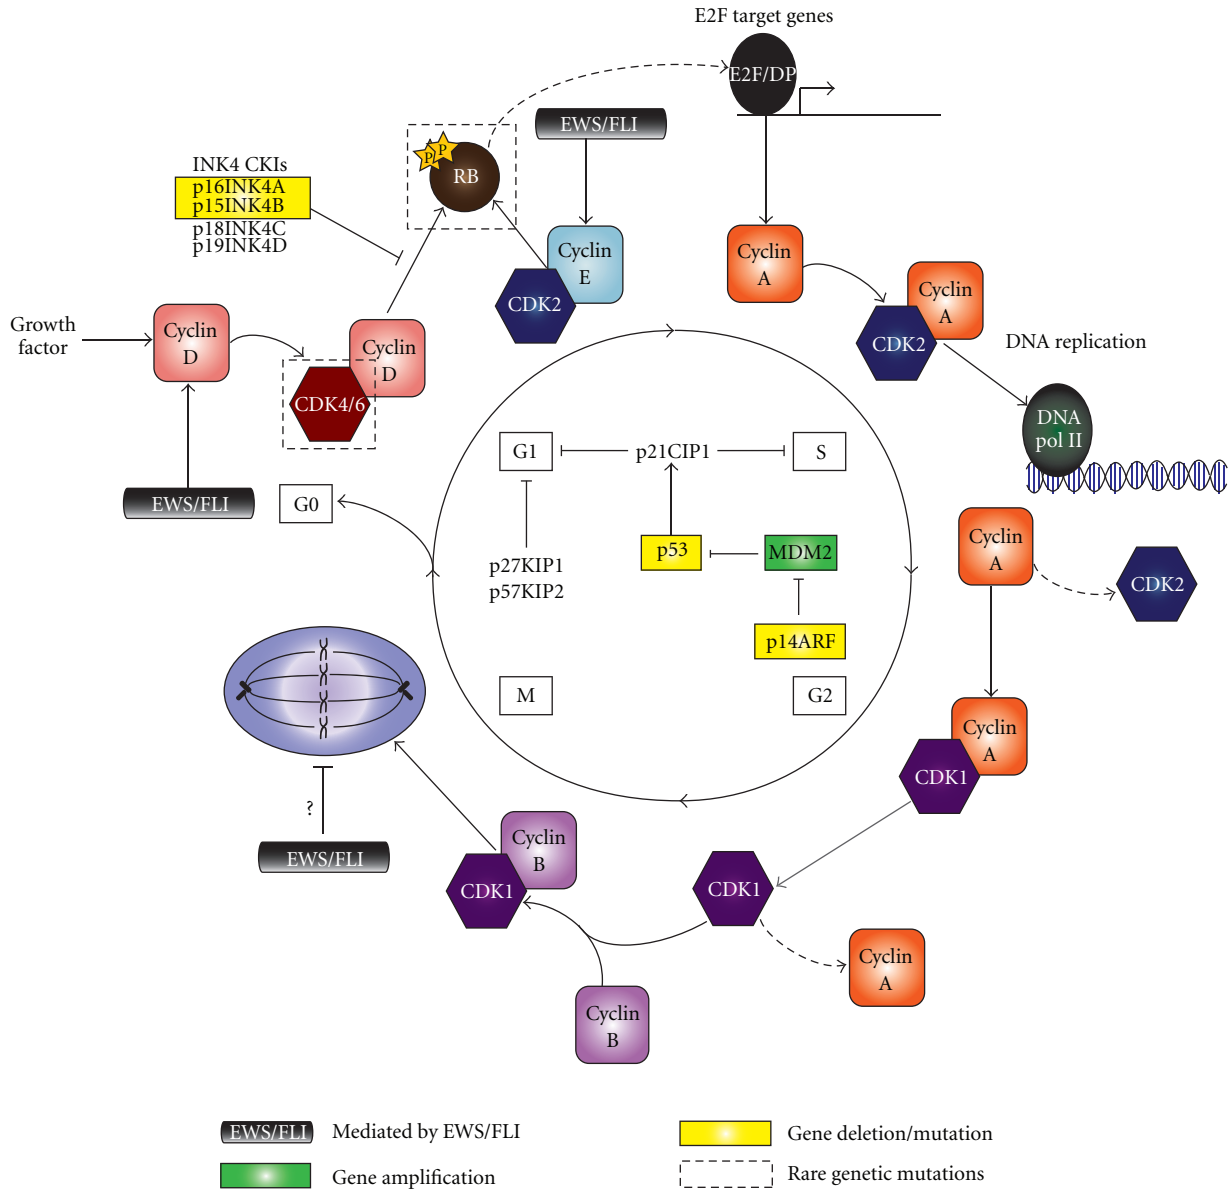 E2F target genes
E2F/DP
EWS/FLI
P
P
RB
INK4 CKIs
p16INK4A
p15INK4B
p18INK4C
p19INK4D
Cyclin
E
CDK2
Cyclin
A
Cyclin
A
CDK2
DNA replication
Growth
factor
Cyclin
D
Cyclin
D
CDK4/6
DNA
pol II
EWS/FLI
G0
G1
p21CIP1
S
p53
MDM2
p27KIP1
p57KIP2
p14ARF
M
G2
Cyclin
A
CDK2
Cyclin
A
CDK1
?
EWS/FLI
Cyclin
B
CDK1
CDK1
Cyclin
A
Cyclin
B
EWS/FLI Mediated by EWS/FLI
Gene amplification
Gene deletion/mutation
Rare genetic mutations